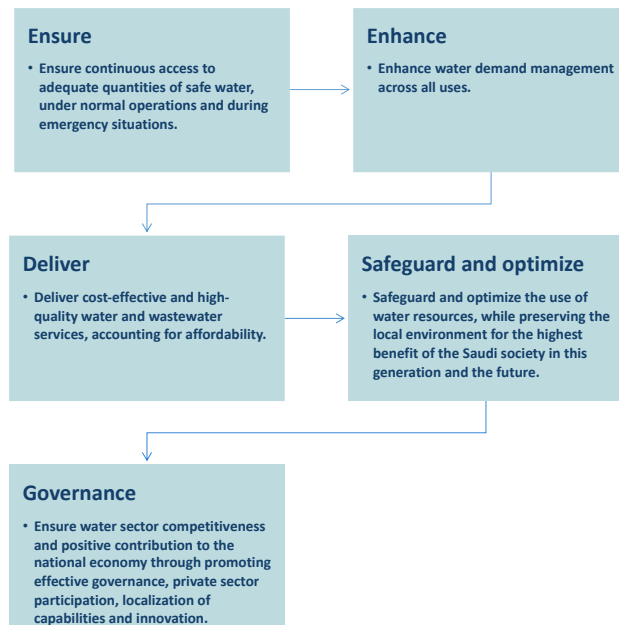 Ensure
• Ensure continuous access to
adequate quantities of safe water,
under normal operations and during
emergency situations.
Enhance
• Enhance water demand management
across all uses.
Deliver
• Deliver cost-effective and high-
quality water and wastewater
services, accounting for affordability.
Safeguard and optimize
• Safeguard and optimize the use of
water resources, while preserving the
local environment for the highest
benefit of the Saudi society in this
generation and the future.
Governance
• Ensure water sector competitiveness
and positive contribution to the
national economy through promoting
effective governance, private sector
participation, localization of
capabilities and innovation.